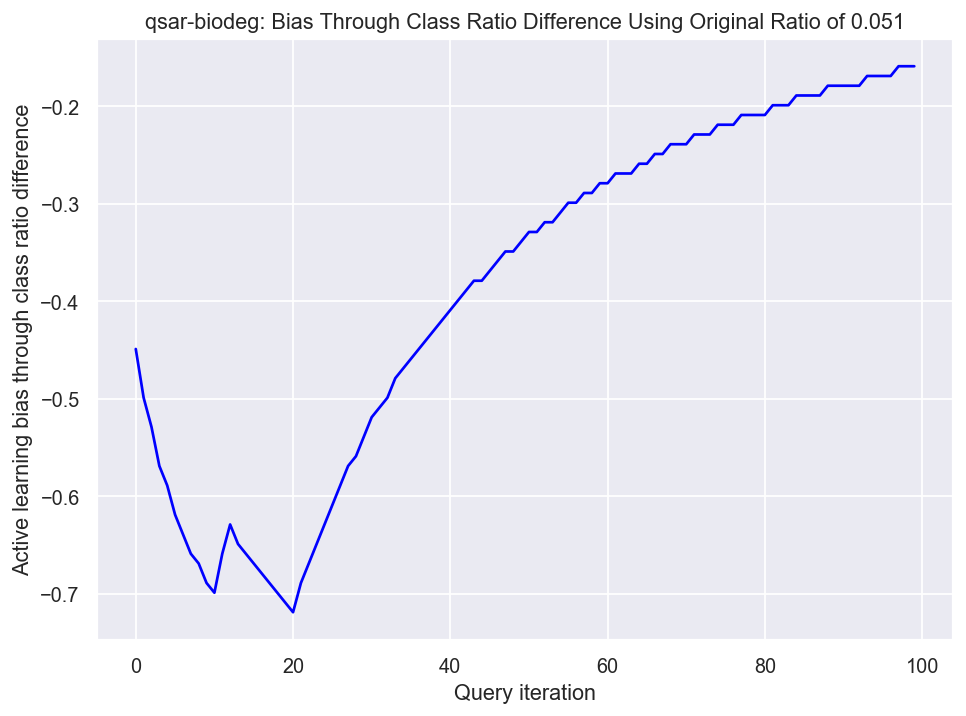 qsar-biodeg: Bias Through Class Ratio Difference Using Original Ratio of 0.051
Active learning bias through class ratio difference
−0.2
−0.3
−0.4
−0.5
−0.6
−0.7
0 20 40 60 80 100
Query iteration